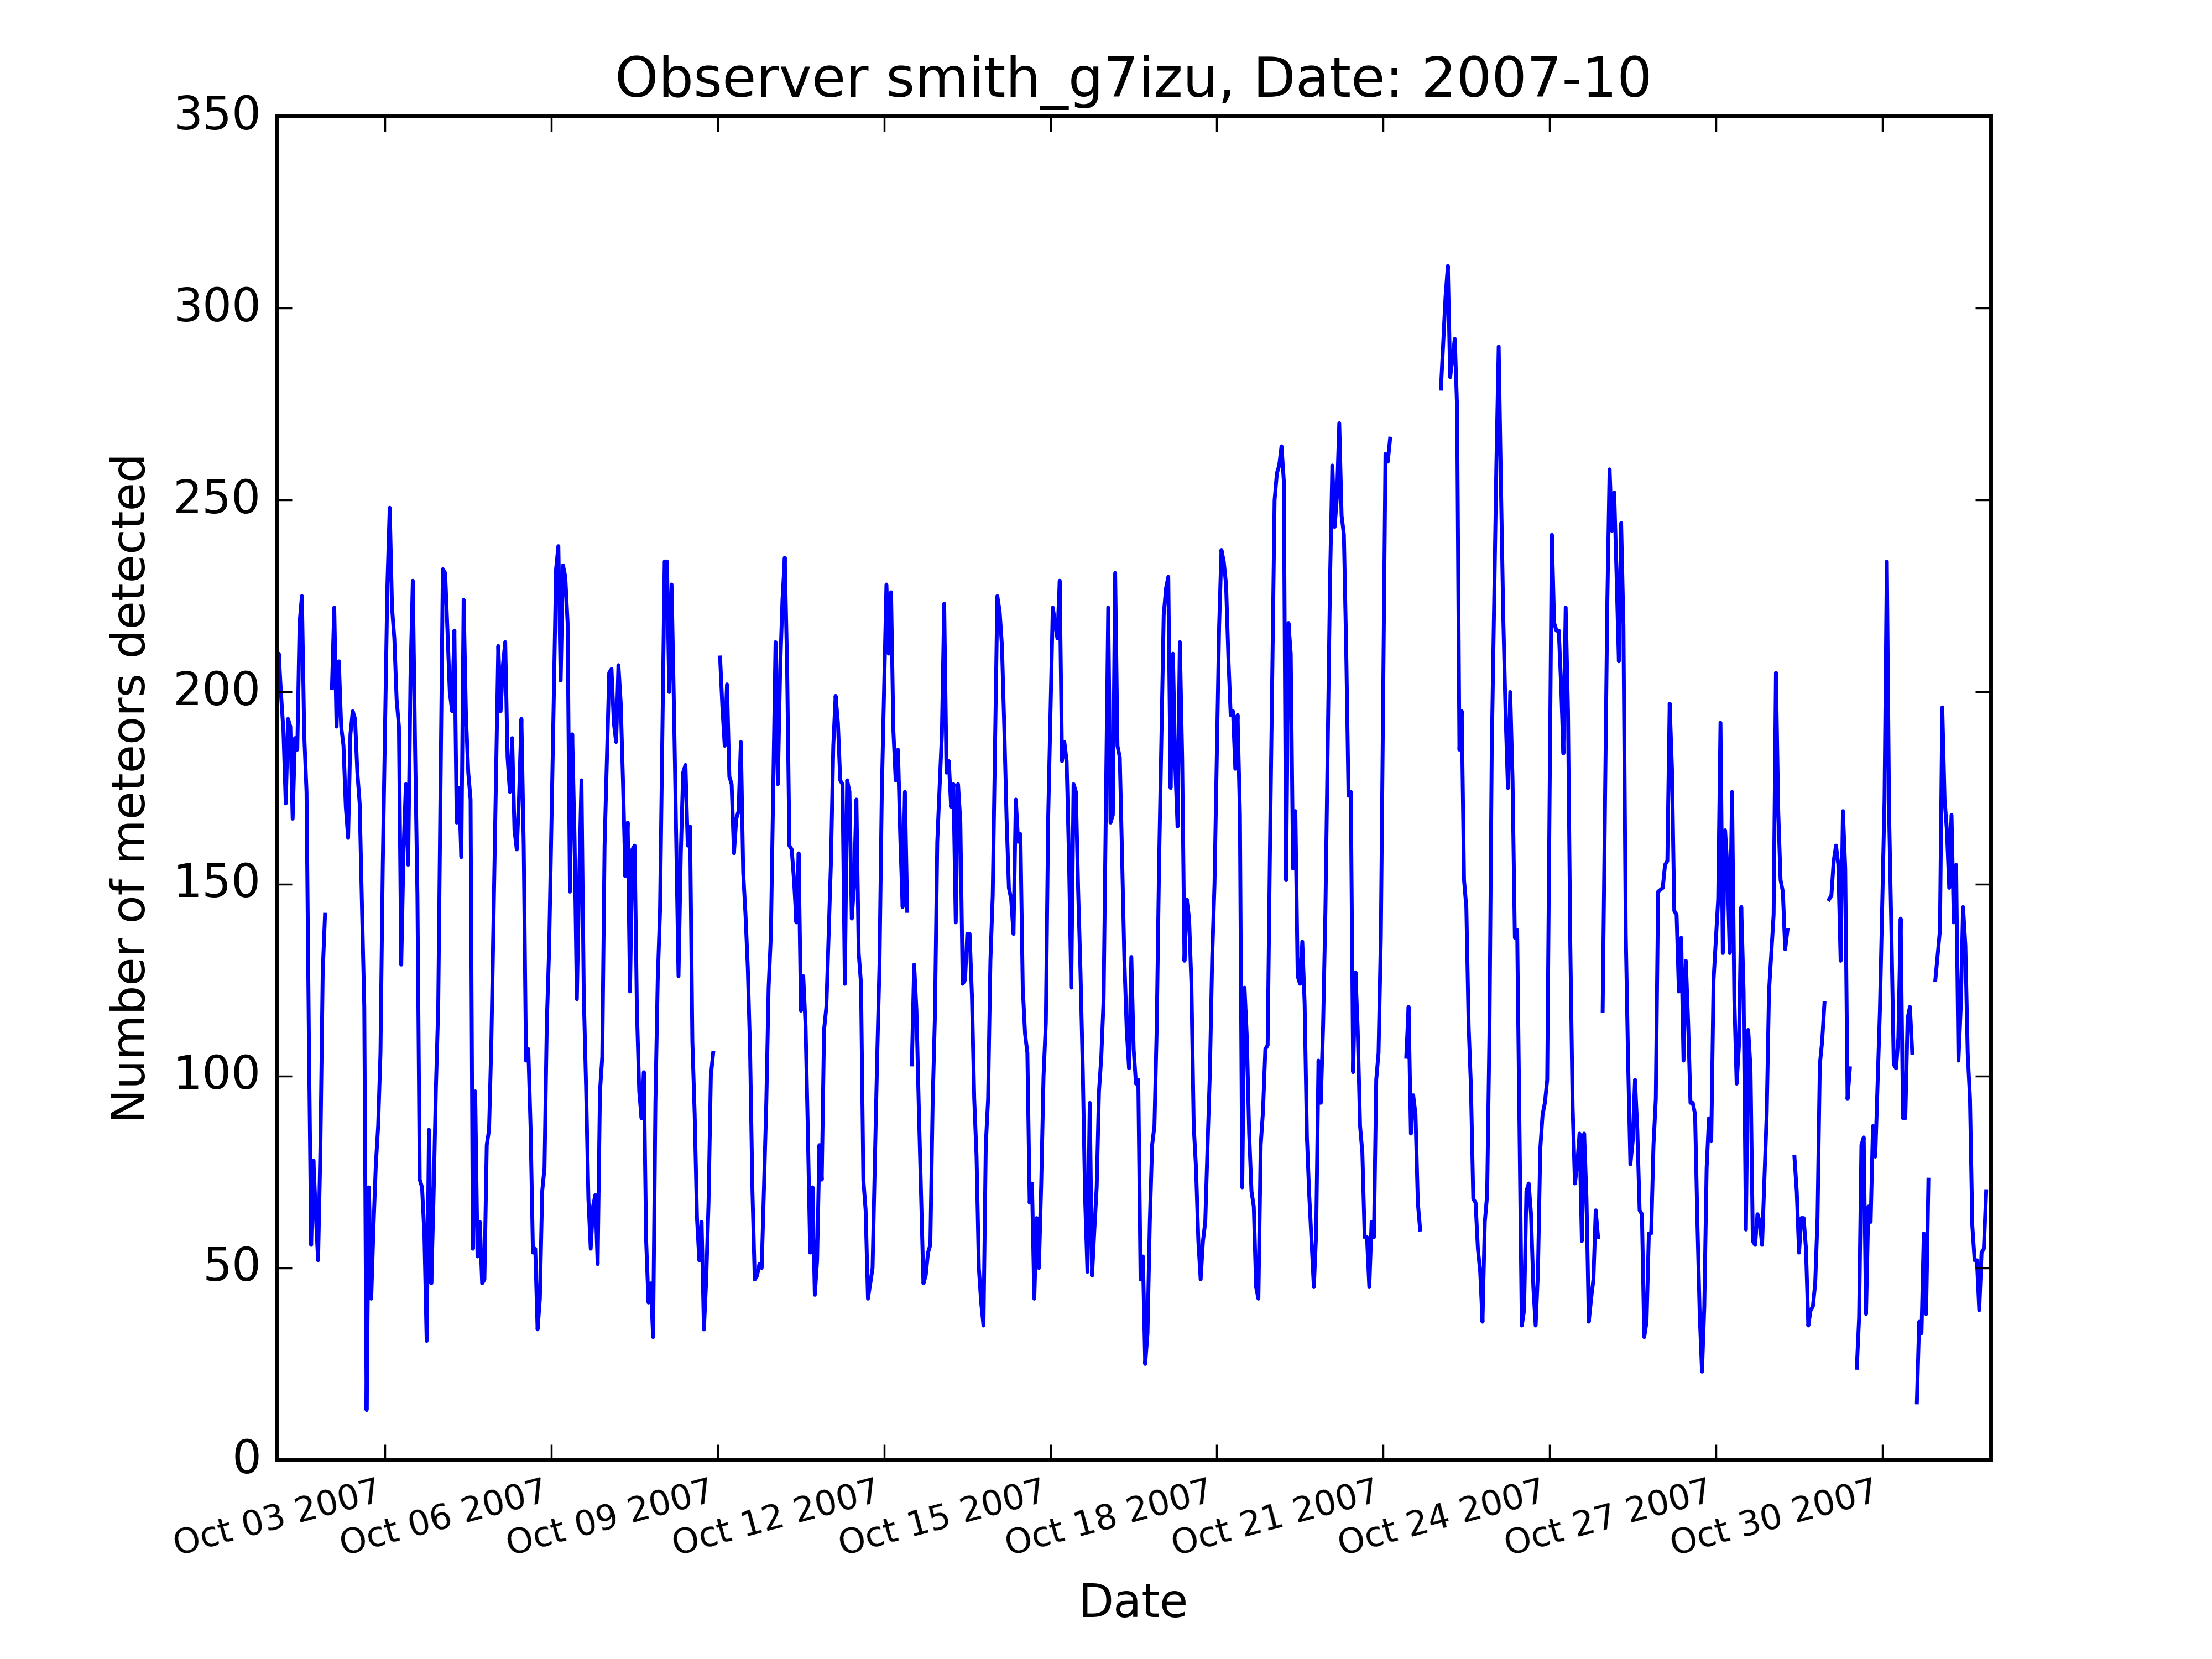 Observer smith_g7izu, Date: 2007-10
350
300
250
200
150
100
50
0
Number of meteors detected
Oct 03 2007
Oct 06 2007
Oct 09 2007
Oct 12 2007
Oct 15 2007
Oct 18 2007
Oct 21 2007
Oct 24 2007
Oct 27 2007
Oct 30 2007
Date